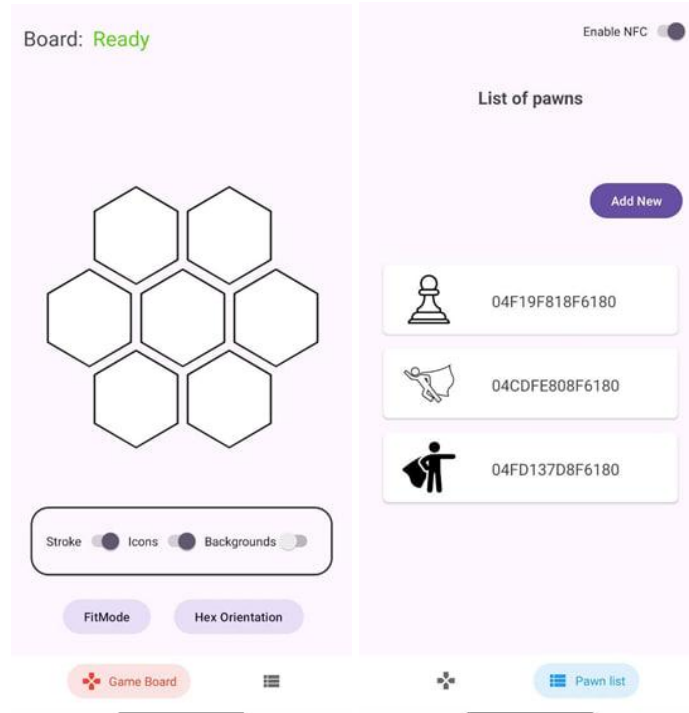 Board: Ready
Stroke Icons Backgrounds
FitMode Hex Orientation
Game Board
Enable NFC
List of pawns
Add New
04F19F818F6180
04CDFE808F6180
04FD137D8F6180
Pawn list